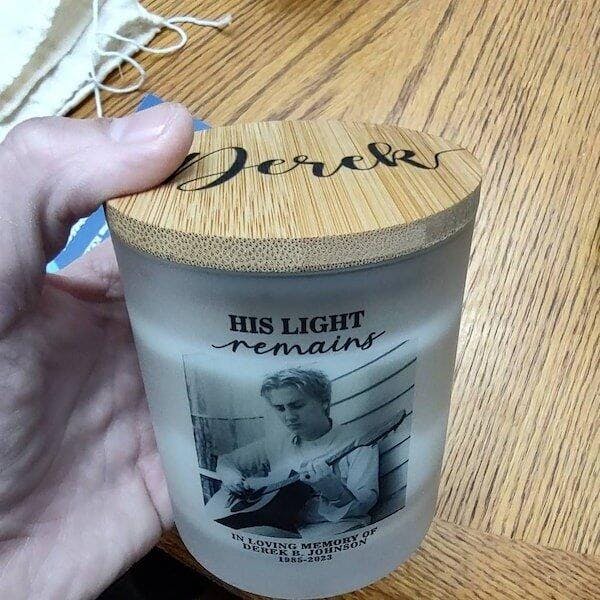 Derek
HIS LIGHT
remains
IN LOVING MEMORY OF
DEREK B. JOHNSON
1985-2023